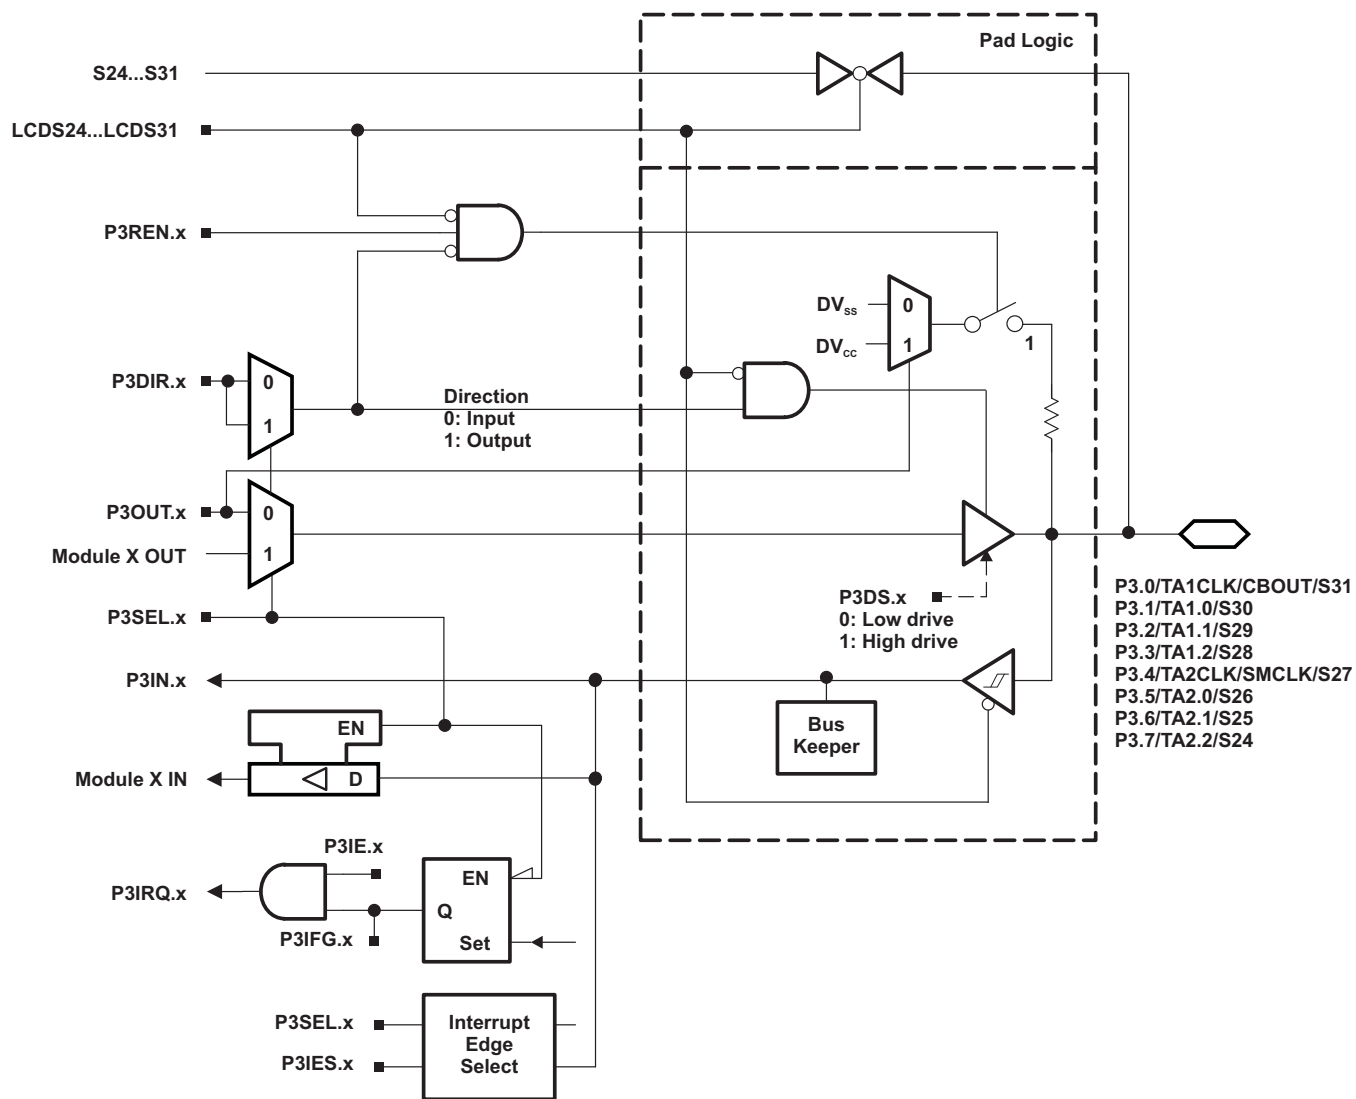 Pad Logic
S24...S31
LCDS24...LCDS31
P3REN.x
DVSS
0
DVCC
1
1
P3DIR.x
0
1
Direction
0: Input
1: Output
P3OUT.x
0
Module X OUT
1
P3SEL.x
P3DS.x
0: Low drive
1: High drive
P3.0/TA1CLK/CBOUT/S31
P3.1/TA1.0/S30
P3.2/TA1.1/S29
P3.3/TA1.2/S28
P3.4/TA2CLK/SMCLK/S27
P3.5/TA2.0/S26
P3.6/TA2.1/S25
P3.7/TA2.2/S24
P3IN.x
Bus
Keeper
EN
Module X IN
D
P3IE.x
EN
P3IRQ.x
Q
P3IFG.x
Set
P3SEL.x
P3IES.x
Interrupt
Edge
Select